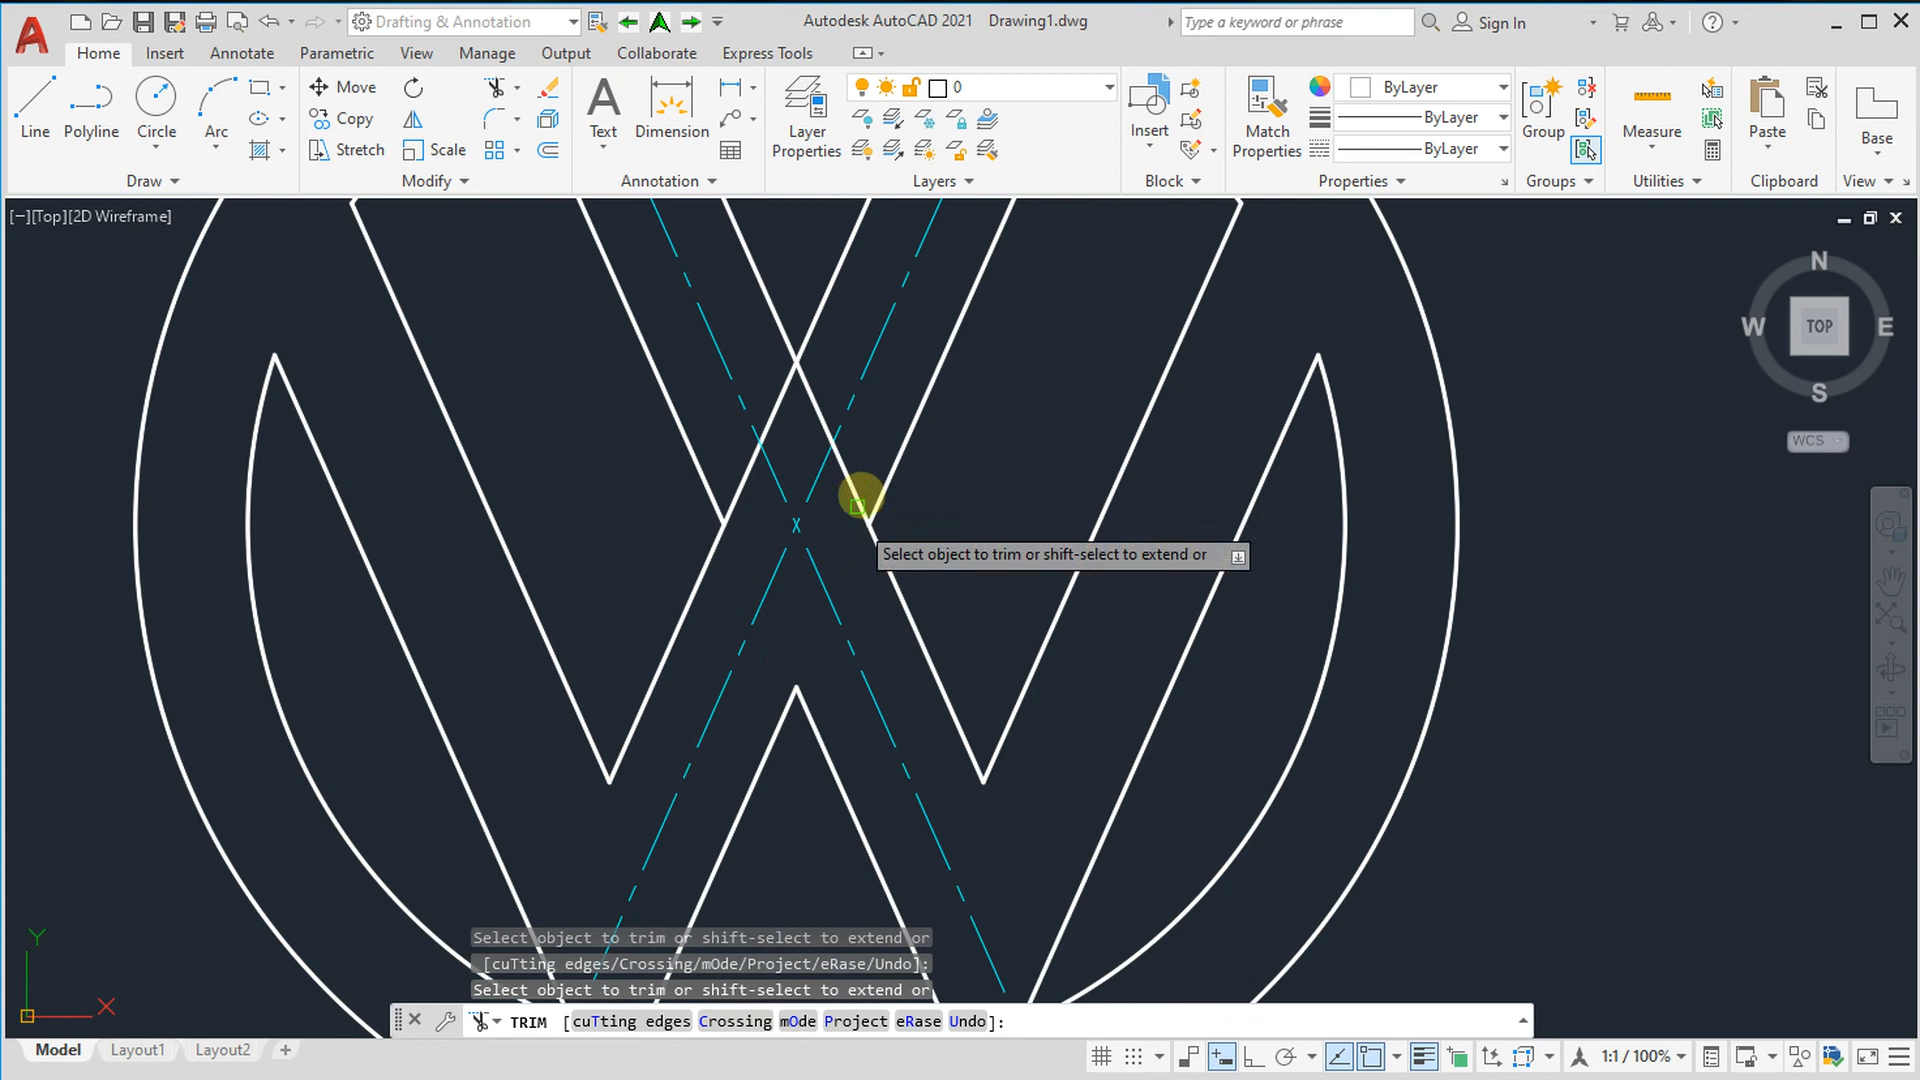 Drafting & Annotation
Autodesk AutoCAD 2021 Drawing1.dwg
Type a keyword or phrase
Sign In
Home Insert Annotate Parametric View Manage Output Collaborate Express Tools
Line
Polyline
Circle
Arc
Move
Copy
Stretch
Scale
Text
Dimension
Layer
Properties
0
Insert
Match
Properties
ByLayer
ByLayer
ByLayer
Group
Measure
Paste
Base
Draw
Modify
Annotation
Layers
Block
Properties
Groups
Utilities
Clipboard
View
[−][Top][2D Wireframe]
N
W
TOP
E
S
WCS
Select object to trim or shift-select to extend or
Y
X
Select object to trim or shift-select to extend or
[cuTting edges/Crossing/mOde/Project/eRase/Undo]:
Select object to trim or shift-select to extend or
TRIM [cuTting edges Crossing mOde Project eRase Undo]:
Model Layout1 Layout2 +
1:1 / 100%